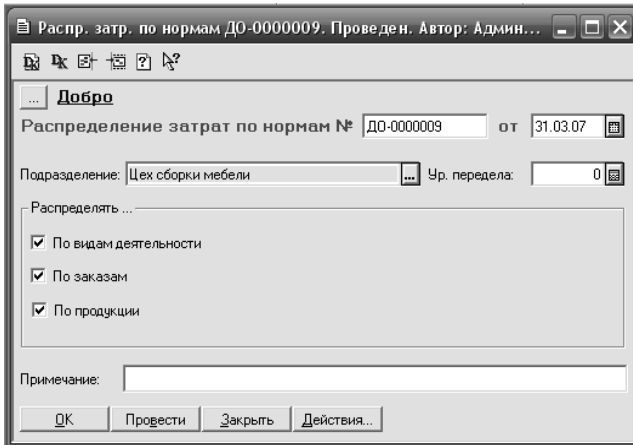 Распр. затр. по нормам ДО-0000009. Проведен. Автор: Админ...
... Добро
Распределение затрат по нормам № ДО-0000009 от 31.03.07
Подразделение: Цех сборки мебели ... Ур. передела: 0
Распределять ...
По видам деятельности
По заказам
По продукции
Примечание:
OK Провести Закрыть Действия...